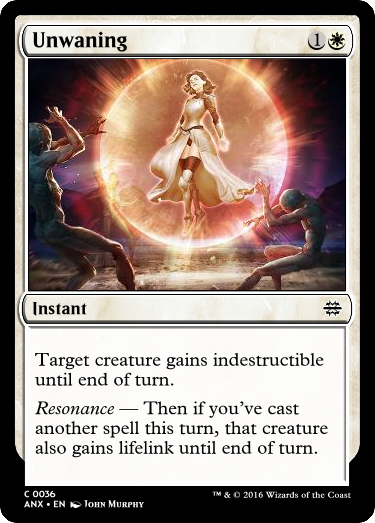 Unwaning 1
Instant
Target creature gains indestructible
until end of turn.
Resonance — Then if you've cast
another spell this turn, that creature
also gains lifelink until end of turn.
C 0036
ANX • EN John Murphy
™ & © 2016 Wizards of the Coast